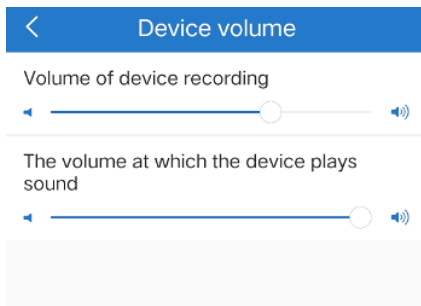 Device volume
Volume of device recording
The volume at which the device plays
sound